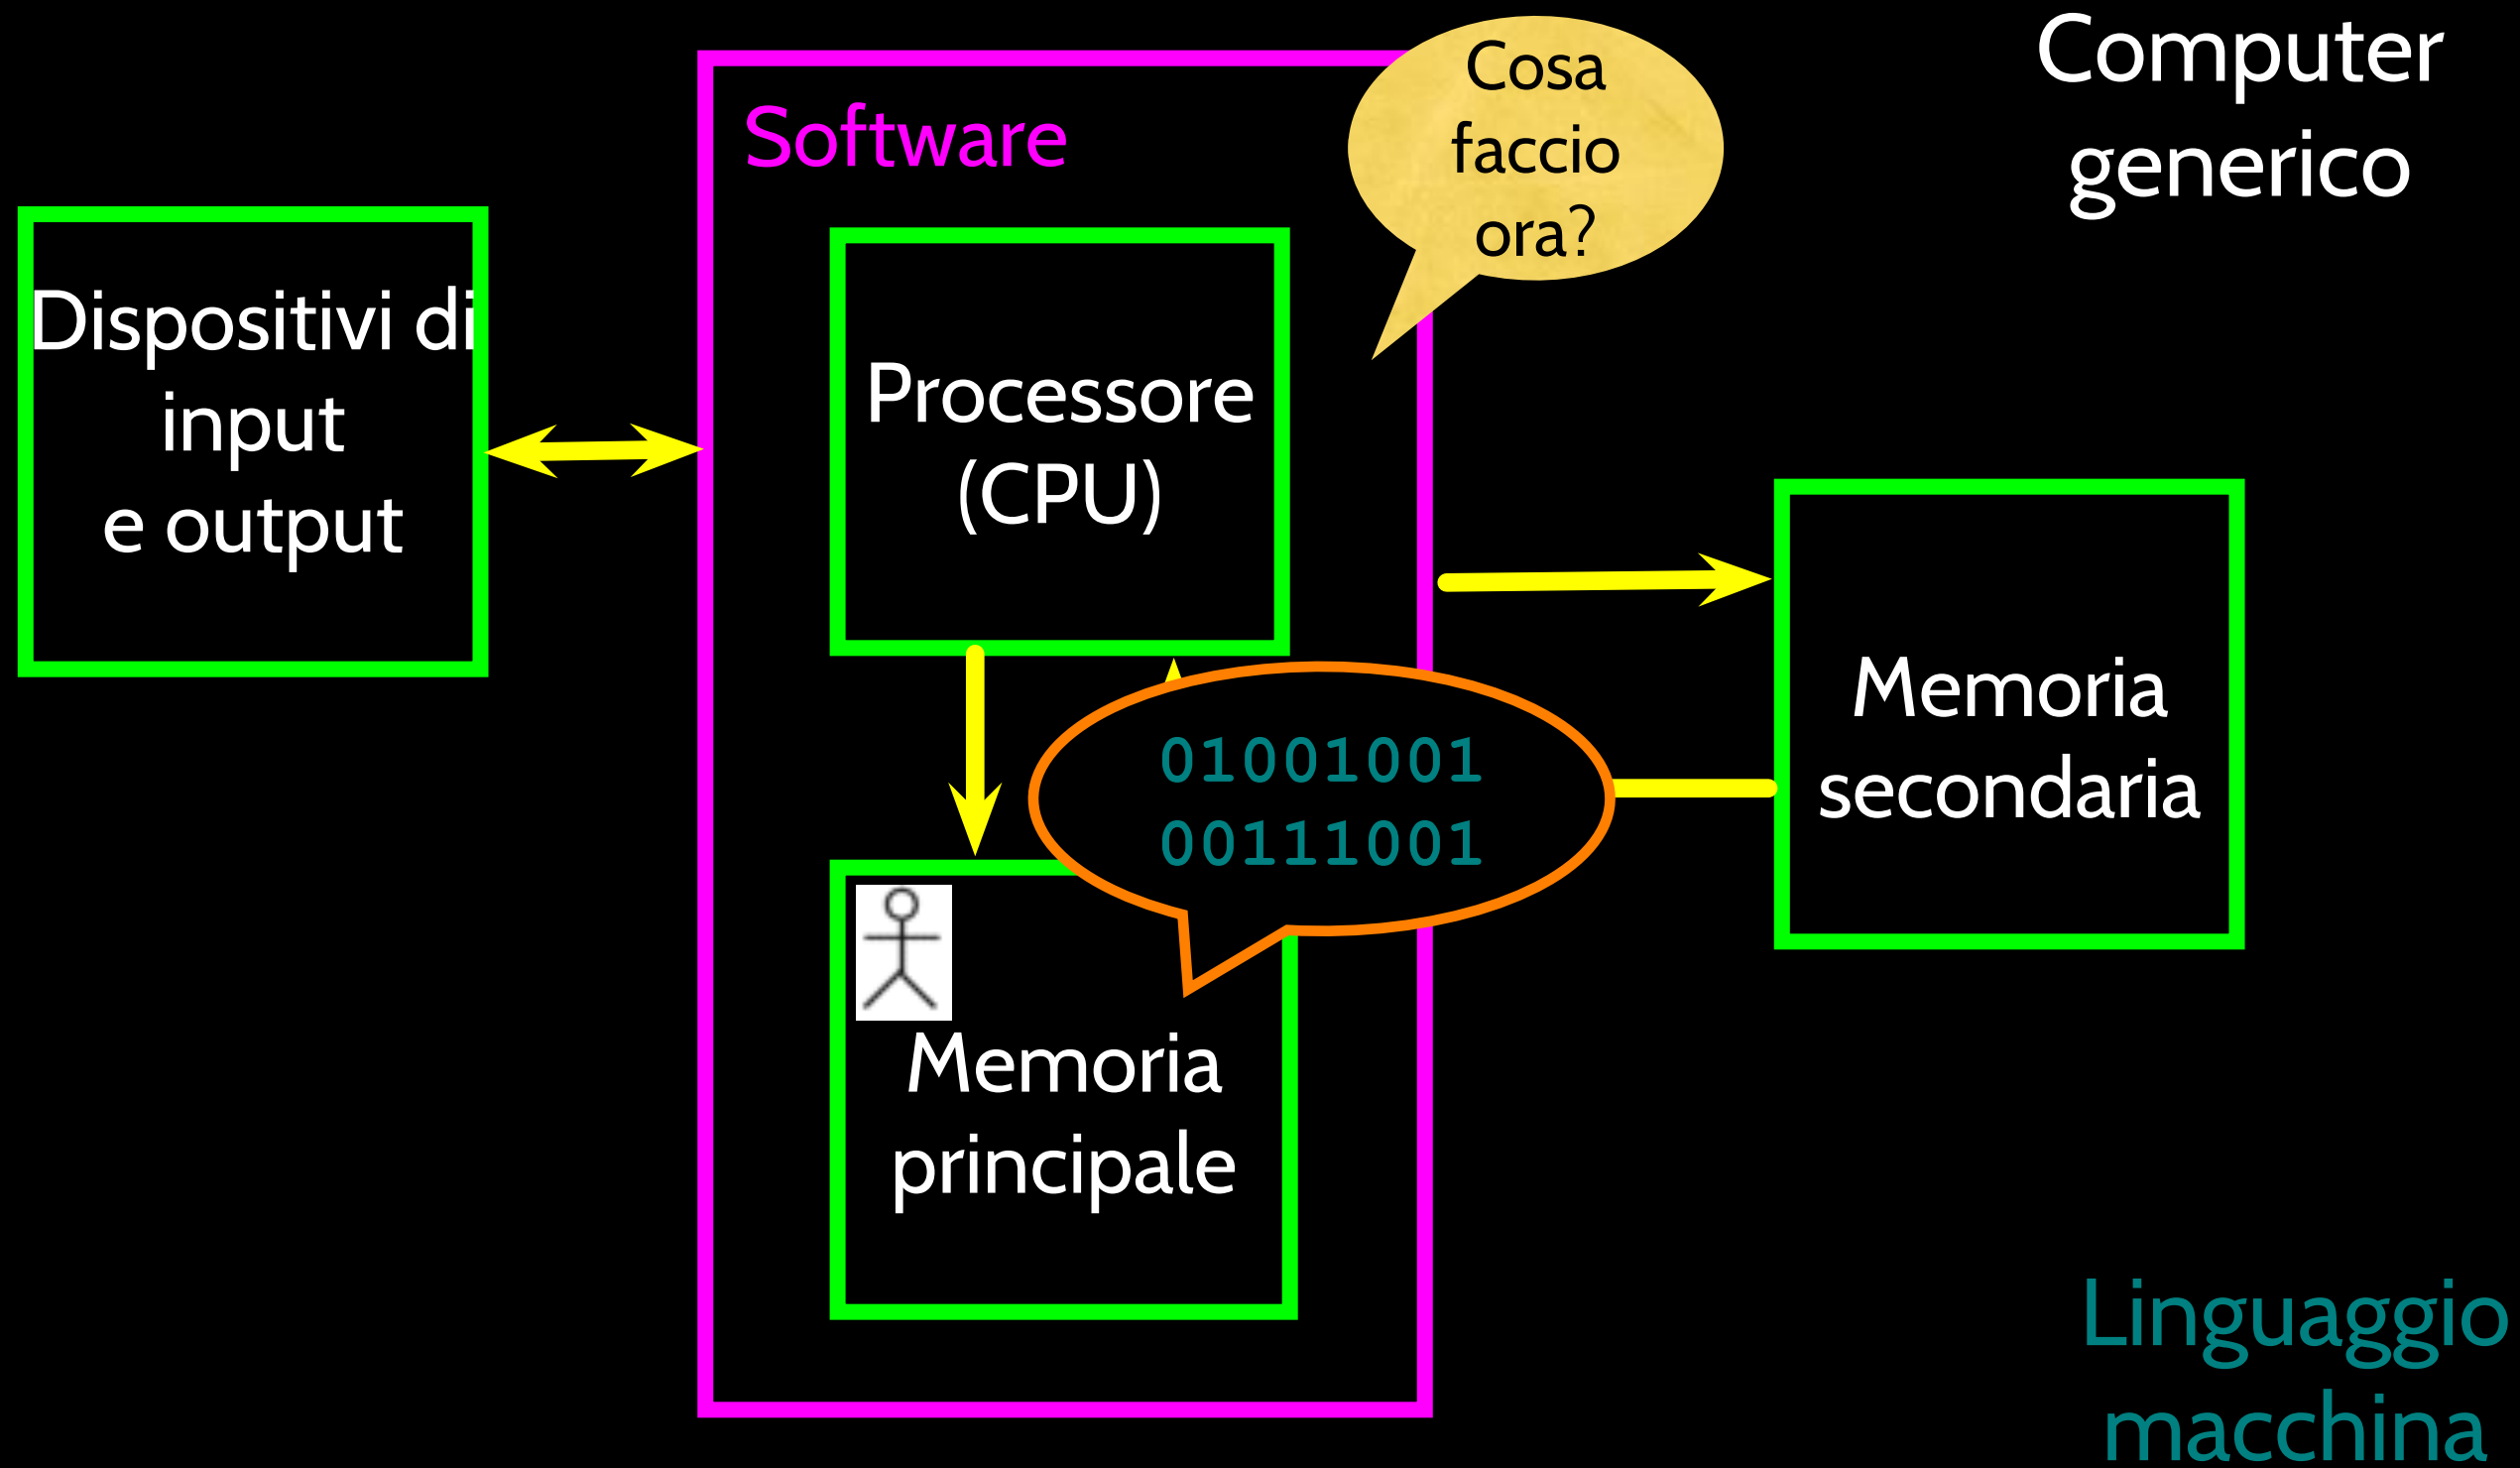 Computer
generico
Software
Cosa
faccio
ora?
Dispositivi di
input
e output
Processore
(CPU)
01001001
00111001
Memoria
secondaria
Memoria
principale
Linguaggio
macchina